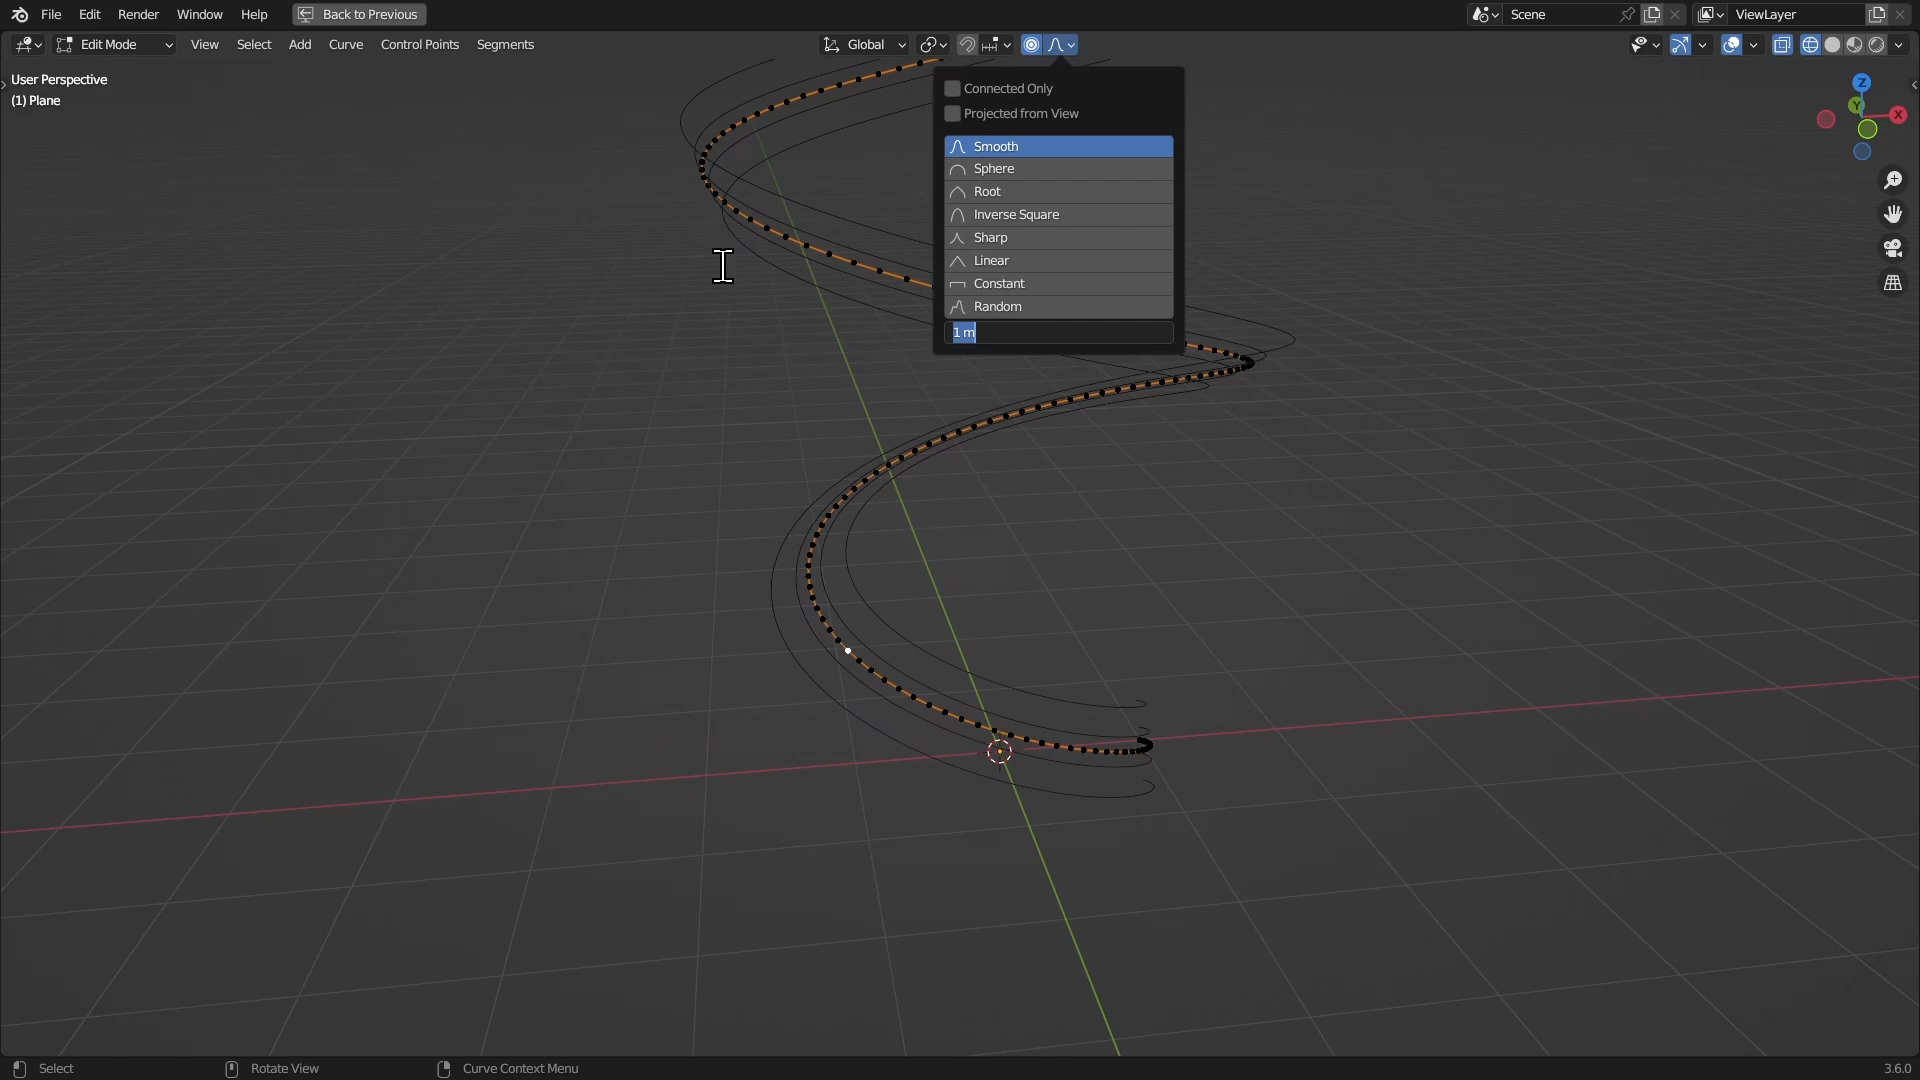 File Edit Render Window Help Back to Previous Scene ViewLayer
Edit Mode View Select Add Curve Control Points Segments Global
User Perspective
(1) Plane
Connected Only
Projected from View
Smooth
Sphere
Root
Inverse Square
Sharp
Linear
Constant
Random
1 m
Z
Y
X
Select Rotate View Curve Context Menu 3.6.0